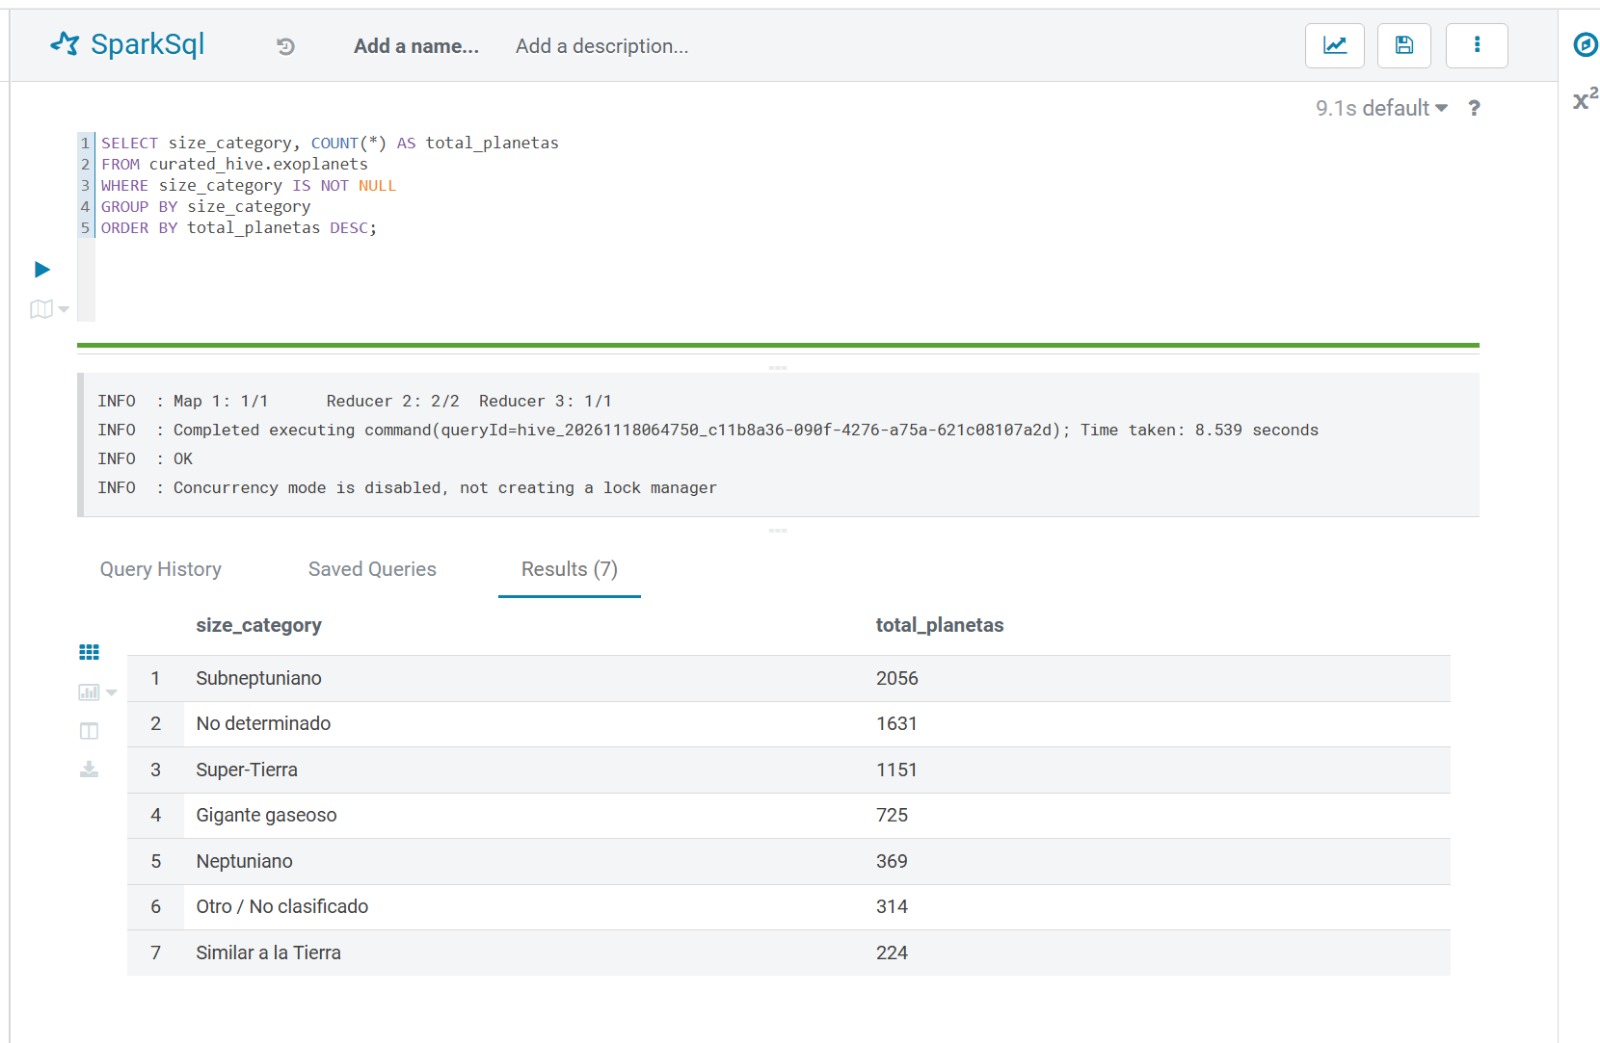 SparkSql Add a name... Add a description...
9.1s default ?
x²
1 SELECT size_category, COUNT(*) AS total_planetas
2 FROM curated_hive.exoplanets
3 WHERE size_category IS NOT NULL
4 GROUP BY size_category
5 ORDER BY total_planetas DESC;
INFO : Map 1: 1/1 Reducer 2: 2/2 Reducer 3: 1/1
INFO : Completed executing command(queryId=hive_20261118064750_c11b8a36-090f-4276-a75a-621c08107a2d); Time taken: 8.539 seconds
INFO : OK
INFO : Concurrency mode is disabled, not creating a lock manager
Query History Saved Queries Results (7)
size_category total_planetas
1 Subneptuniano 2056
2 No determinado 1631
3 Super-Tierra 1151
4 Gigante gaseoso 725
5 Neptuniano 369
6 Otro / No clasificado 314
7 Similar a la Tierra 224